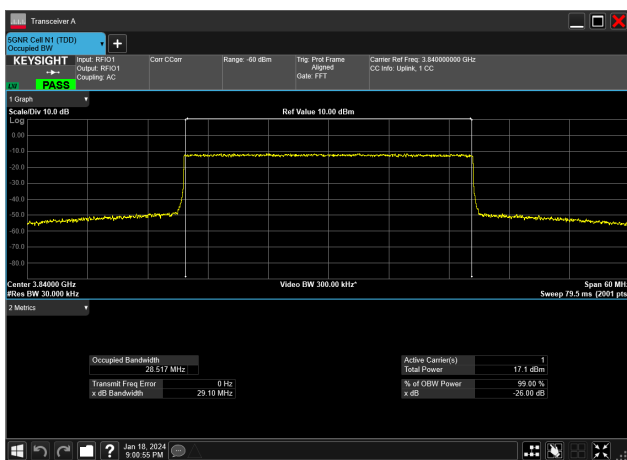 Transceiver A
5GNR Cell N1 (TDD)
Occupied BW
KEYSIGHT
Input: RFIO1
Output: RFIO1
Coupling: AC
Corr CCorr
Range: -60 dBm
Trig: Prot Frame
Aligned
Gate: FFT
Carrier Ref Freq: 3.840000000 GHz
CC Info: Uplink, 1 CC
PASS
1 Graph
Scale/Div 10.0 dB
Ref Value 10.00 dBm
Log
0.00
-10.0
-20.0
-30.0
-40.0
-50.0
-60.0
-70.0
-80.0
Center 3.84000 GHz
Video BW 300.00 kHz*
Span 60 MHz
#Res BW 30.000 kHz
Sweep 79.5 ms (2001 pts
2 Metrics
Occupied Bandwidth
28.517 MHz
Transmit Freq Error 0 Hz
x dB Bandwidth 29.10 MHz
Active Carrier(s) 1
Total Power 17.1 dBm
% of OBW Power 99.00 %
x dB -26.00 dB
Jan 18, 2024
9:00:55 PM